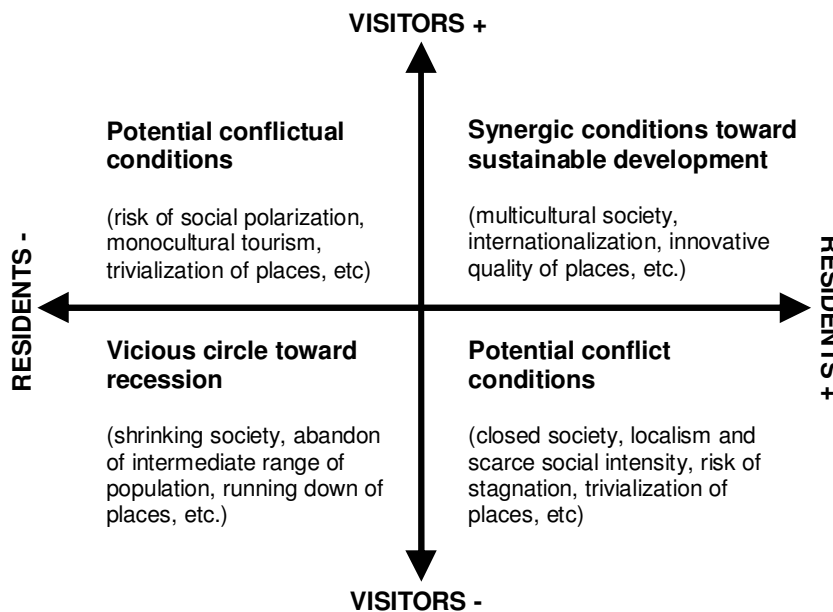 VISITORS +
Potential conflictual
conditions
(risk of social polarization,
monocultural tourism,
trivialization of places, etc)
Synergic conditions toward
sustainable development
(multicultural society,
internationalization, innovative
quality of places, etc.)
RESIDENTS -
RESIDENTS +
Vicious circle toward
recession
(shrinking society, abandon
of intermediate range of
population, running down of
places, etc.)
Potential conflict
conditions
(closed society, localism and
scarce social intensity, risk of
stagnation, trivialization of
places, etc)
VISITORS -